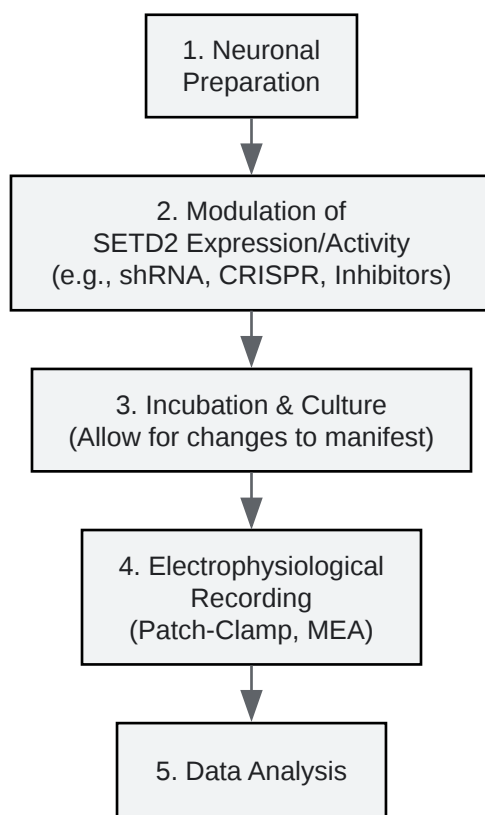 1. Neuronal
Preparation
2. Modulation of
SETD2 Expression/Activity
(e.g., shRNA, CRISPR, Inhibitors)
3. Incubation & Culture
(Allow for changes to manifest)
4. Electrophysiological
Recording
(Patch-Clamp, MEA)
5. Data Analysis